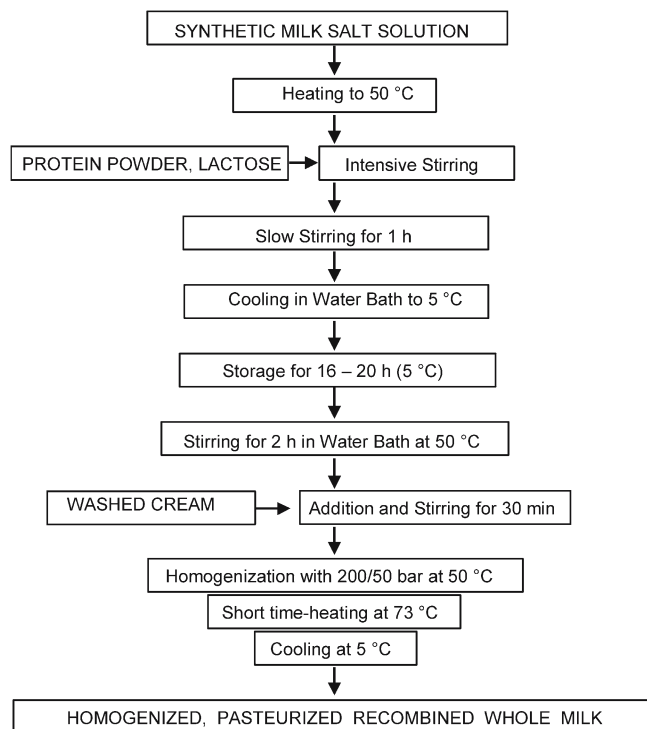 SYNTHETIC MILK SALT SOLUTION
Heating to 50 °C
PROTEIN POWDER, LACTOSE
Intensive Stirring
Slow Stirring for 1 h
Cooling in Water Bath to 5 °C
Storage for 16 – 20 h (5 °C)
Stirring for 2 h in Water Bath at 50 °C
WASHED CREAM
Addition and Stirring for 30 min
Homogenization with 200/50 bar at 50 °C
Short time-heating at 73 °C
Cooling at 5 °C
HOMOGENIZED, PASTEURIZED RECOMBINED WHOLE MILK